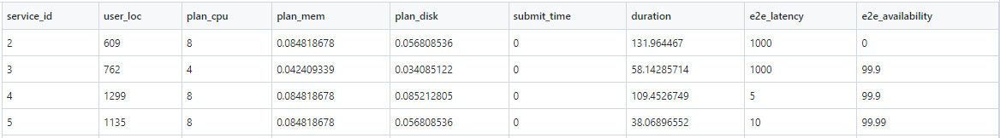 service_id user_loc plan_cpu plan_mem plan_disk submit_time duration e2e_latency e2e_availability
2 609 8 0.084818678 0.056808536 0 131.964467 1000 0
3 762 4 0.042409339 0.034085122 0 58.14285714 1000 99.9
4 1299 8 0.084818678 0.085212805 0 109.4526749 5 99.9
5 1135 8 0.084818678 0.056808536 0 38.06896552 10 99.99